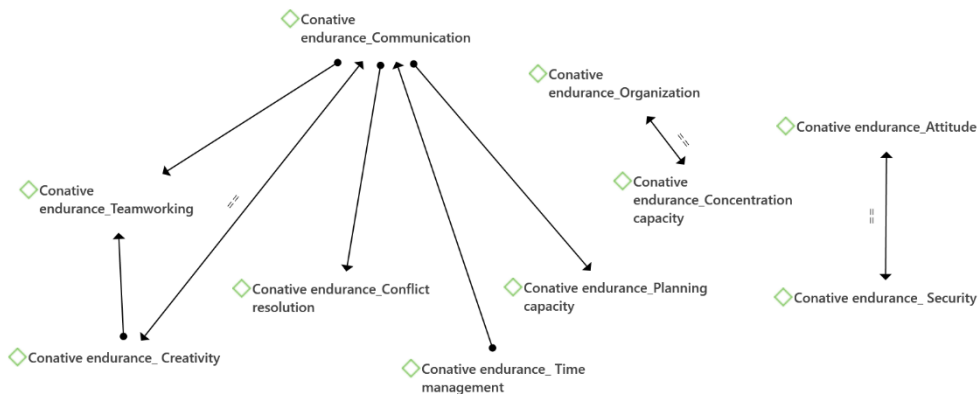 Conative
endurance_Communication
Conative
endurance_Organization
Conative endurance_Attitude
Conative
endurance_Teamworking
==
==
Conative
endurance_Concentration
capacity
==
Conative endurance_Conflict
resolution
Conative endurance_Planning
capacity
Conative endurance_ Security
Conative endurance_ Creativity
Conative endurance_ Time
management